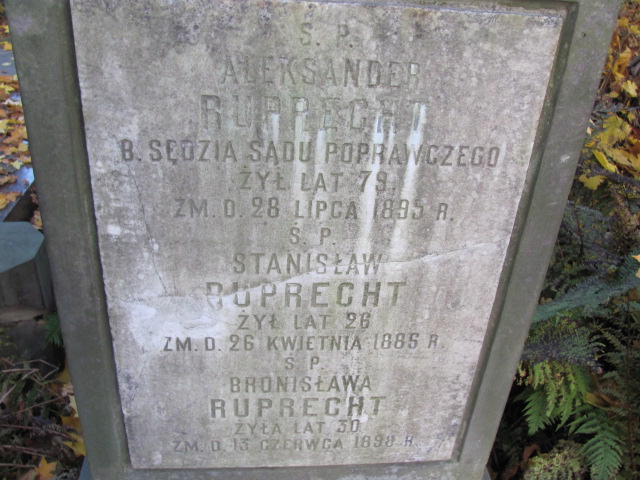 Ś. P.
ALEKSANDER
RUPRECHT
B. SĘDZIA SĄDU POPRAWCZEGO
ŻYŁ LAT 79.
ZM. D. 28 LIPCA 1895 R.
Ś. P.
STANISŁAW
RUPRECHT
ŻYŁ LAT 26
ZM. D. 26 KWIETNIA 1885 R.
Ś P.
BRONISŁAWA
RUPRECHT
ŻYŁA LAT 30
ZM. D. 13 CZERWCA 1898 R.